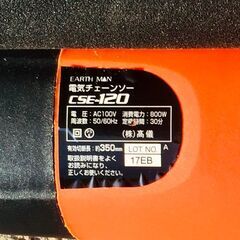 EARTH MAN
電気チェーンソー
CSE-120
電圧：AC100V 消費電力：800W
周波数：50/60Hz 定格時間：30分
(株)髙儀
有効切断長：約350mm A
取扱説明書をよく LOT NO.
お読みになり、 17EB
正しくお使いください。